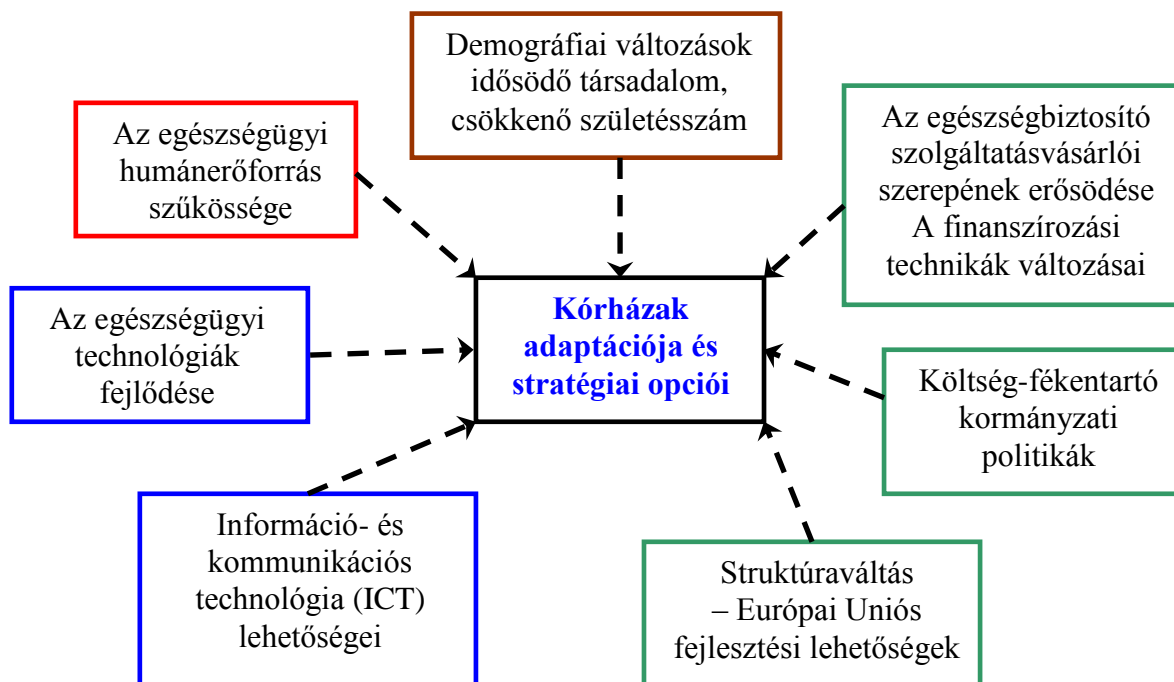 Demográfiai változások
idősödő társadalom,
csökkenő születésszám
Az egészségügyi
humánerőforrás
szűkössége
Az egészségbiztosító
szolgáltatásvásárlói
szerepének erősödése
A finanszírozási
technikák változásai
Az egészségügyi
technológiák
fejlődése
Kórházak
adaptációja és
stratégiai opciói
Költség-fékentartó
kormányzati
politikák
Információ- és
kommunikációs
technológia (ICT)
lehetőségei
Struktúraváltás
– Európai Uniós
fejlesztési lehetőségek